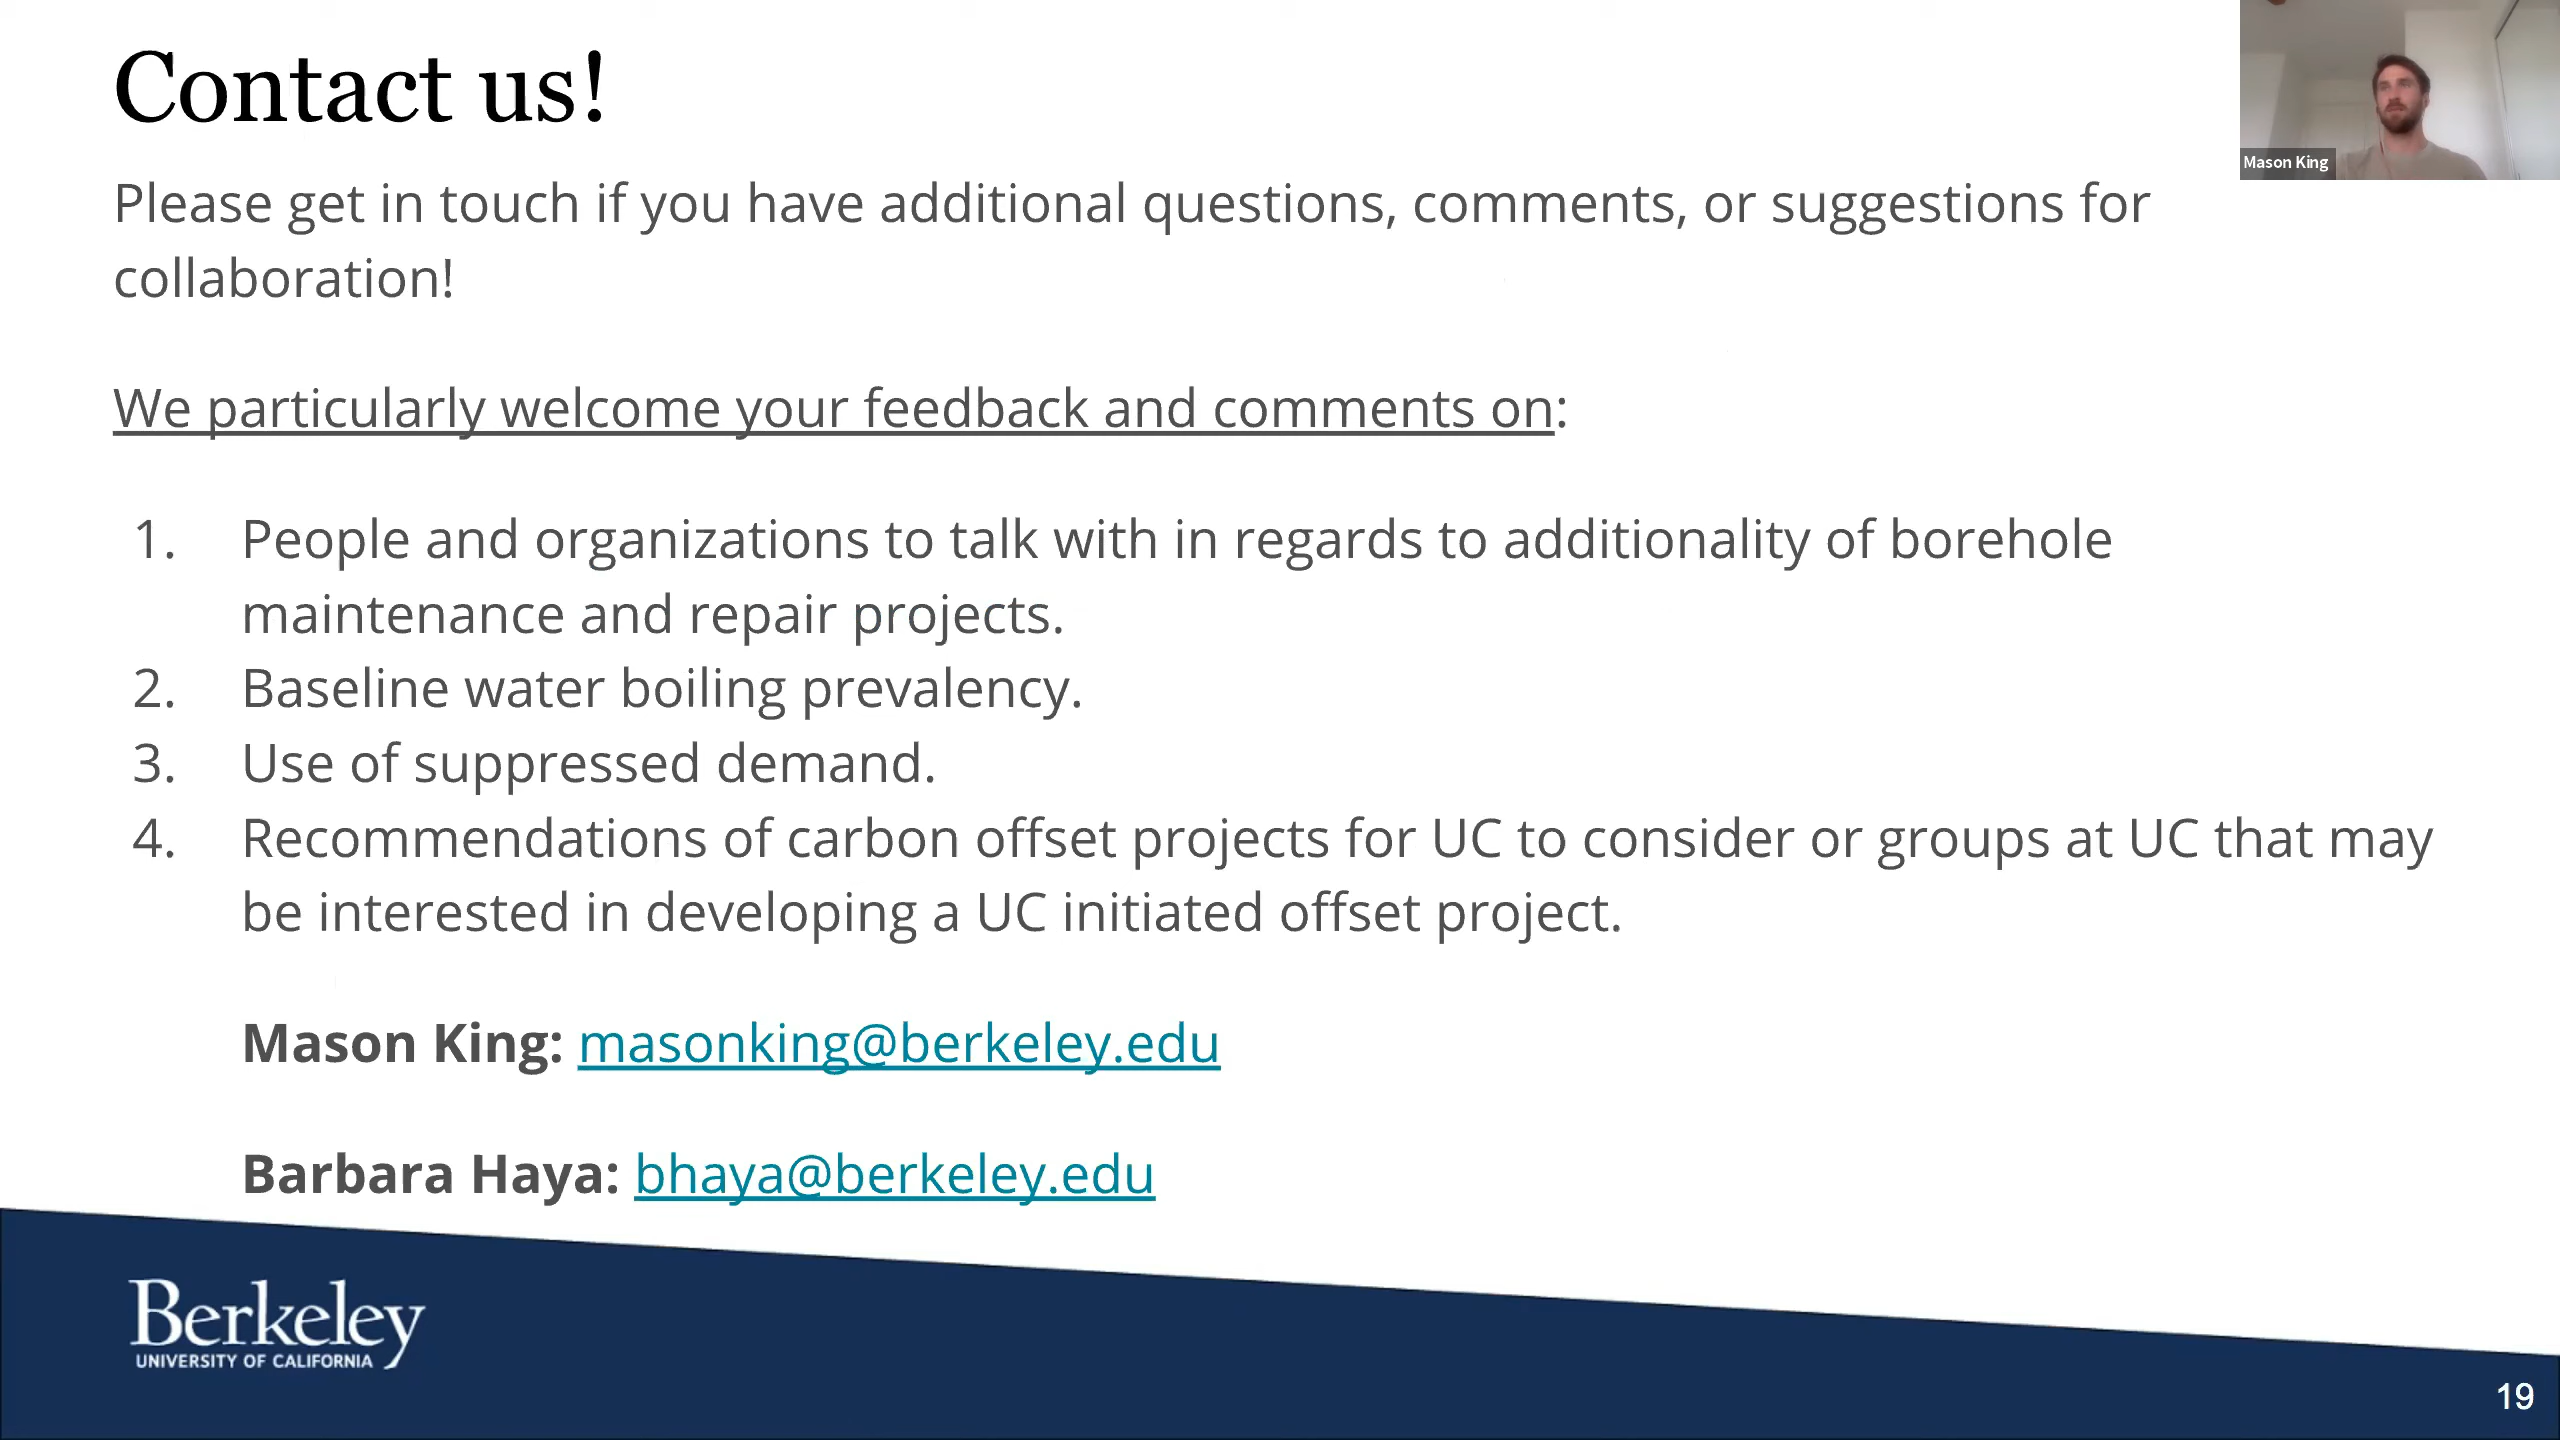 Contact us!
Mason King
Please get in touch if you have additional questions, comments, or suggestions for
collaboration!
We particularly welcome your feedback and comments on:
1. People and organizations to talk with in regards to additionality of borehole
maintenance and repair projects.
2. Baseline water boiling prevalency.
3. Use of suppressed demand.
4. Recommendations of carbon offset projects for UC to consider or groups at UC that may
be interested in developing a UC initiated offset project.
Mason King: masonking@berkeley.edu
Barbara Haya: bhaya@berkeley.edu
Berkeley
UNIVERSITY OF CALIFORNIA
19